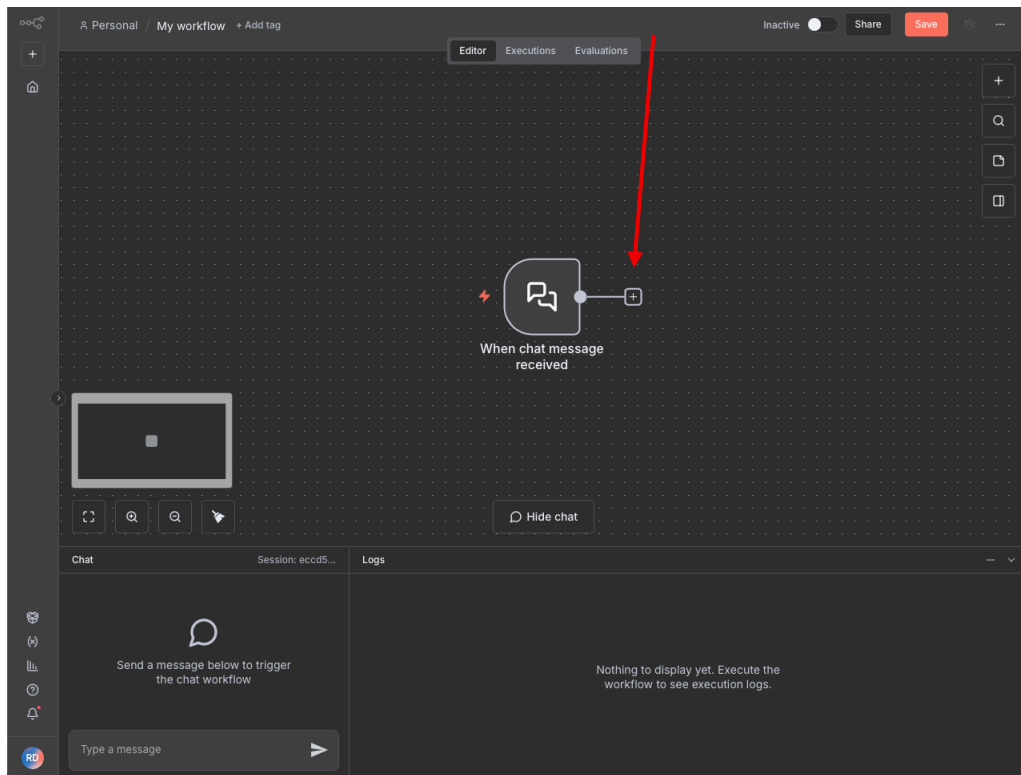 Personal / My workflow + Add tag
Inactive Share Save
Editor Executions Evaluations
When chat message
received
Hide chat
Chat Session: eccd5... Logs
Send a message below to trigger
the chat workflow
Nothing to display yet. Execute the
workflow to see execution logs.
Type a message
RD